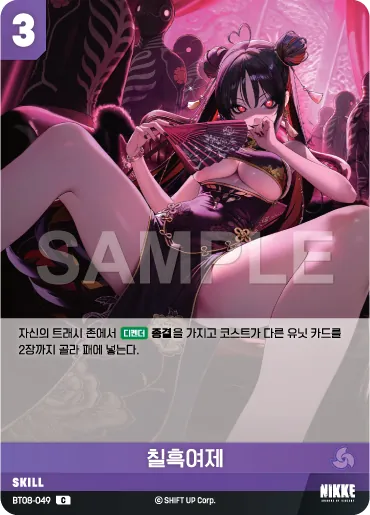 3
SAMPLE
자신의 트래시 존에서 디펜더 종결을 가지고 코스트가 다른 유닛 카드를
2장까지 골라 패에 넣는다.
칠흑여제
SKILL
BT08-049 C
© SHIFT UP Corp.
NIKKE